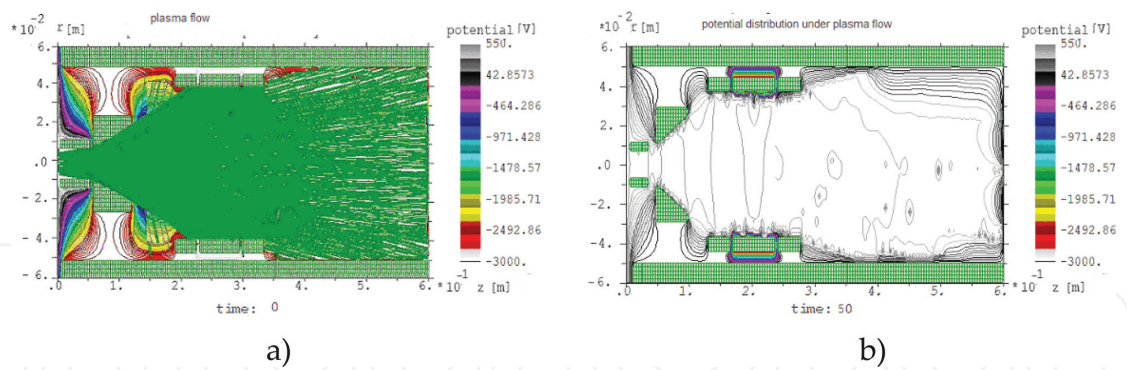 plasma flow
* 10 -2 r [m] potential [V]
6. 550.
4. 42.8573
2. -464.286
.0 -971.428
-2. -1478.57
-4. -1985.71
-6. -2492.86
-3000.
.0 1. 2. 3. 4. 5. 6. * 10 -1 z [m]
time: 0
a)
potential distribution under plasma flow
* 10 -2 r [m] potential [V]
6. 550.
4. 42.8573
2. -464.286
.0 -971.428
-2. -1478.57
-4. -1985.71
-6. -2492.86
-3000.
.0 1. 2. 3. 4. 5. 6. * 10 -1 z [m]
time: 50
b)